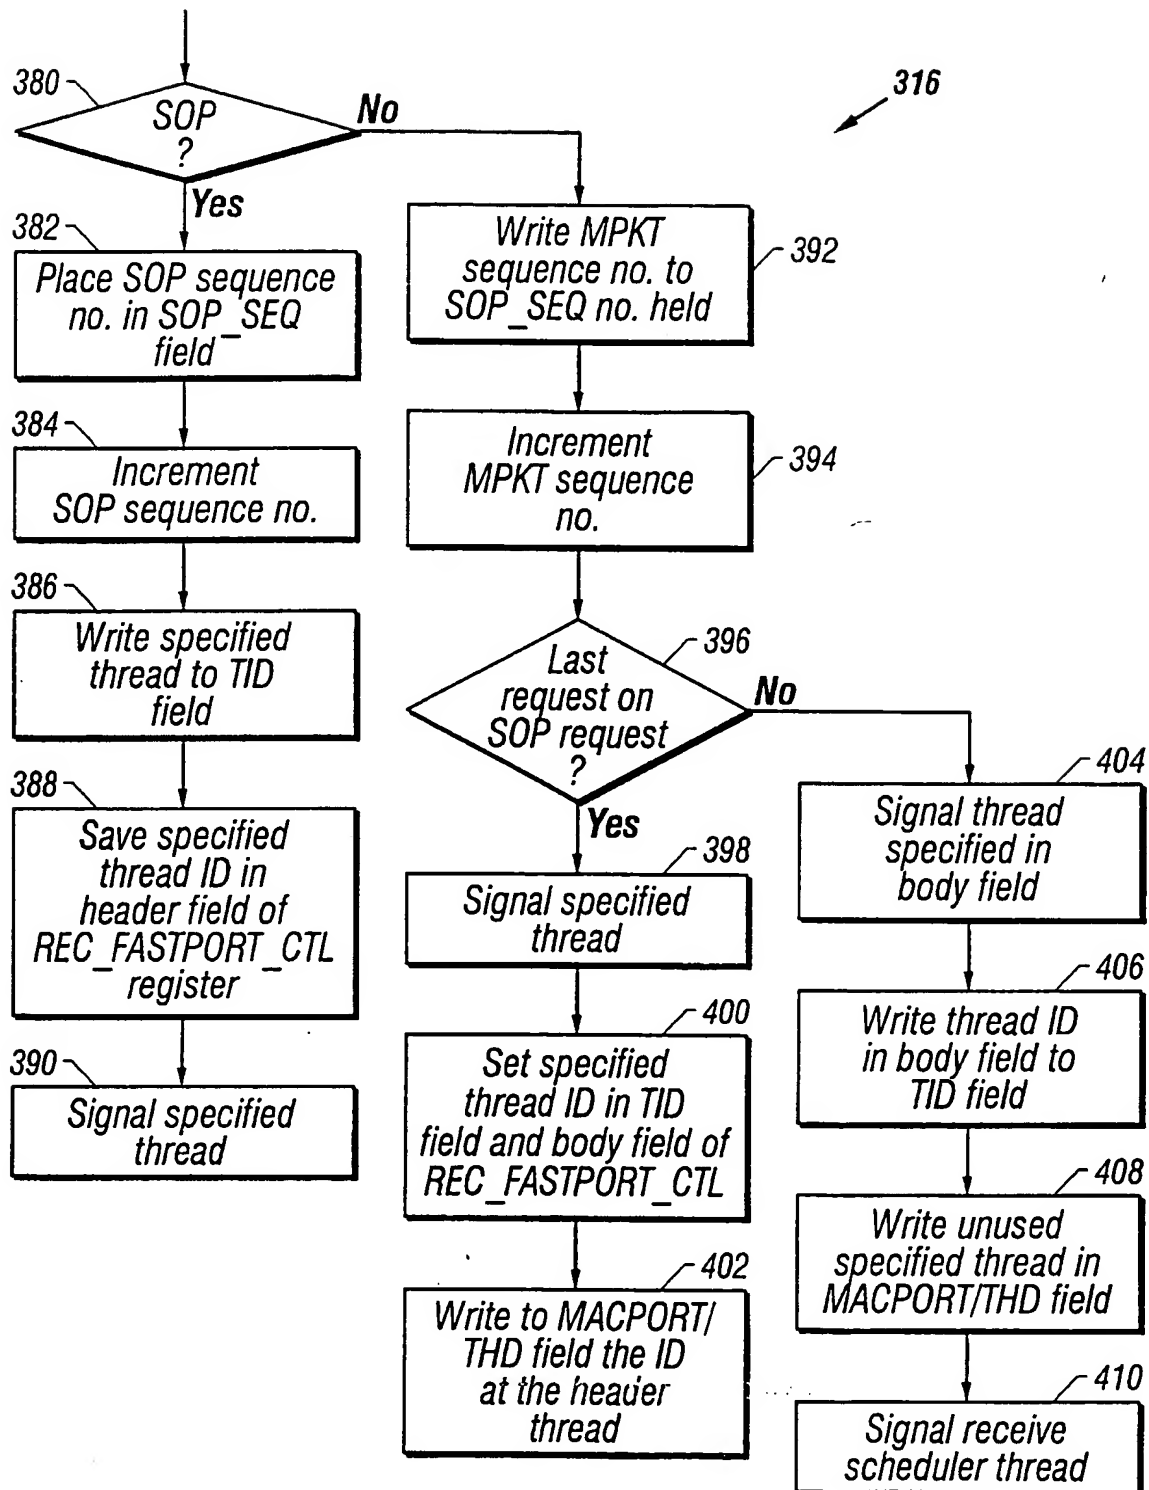 380
SOP
?
No
316
Yes
382
Place SOP sequence
no. in SOP_SEQ
field
384
Increment
SOP sequence no.
386
Write specified
thread to TID
field
388
Save specified
thread ID in
header field of
REC_FASTPORT_CTL
register
390
Signal specified
thread
Write MPKT
sequence no. to
SOP_SEQ no. held
392
Increment
MPKT sequence
no.
394
396
Last
request on
SOP request
?
No
Yes
398
Signal specified
thread
400
Set specified
thread ID in TID
field and body field of
REC_FASTPORT_CTL
402
Write to MACPORT/
THD field the ID
at the header
thread
404
Signal thread
specified in
body field
406
Write thread ID
in body field to
TID field
408
Write unused
specified thread in
MACPORT/THD field
410
Signal receive
scheduler thread